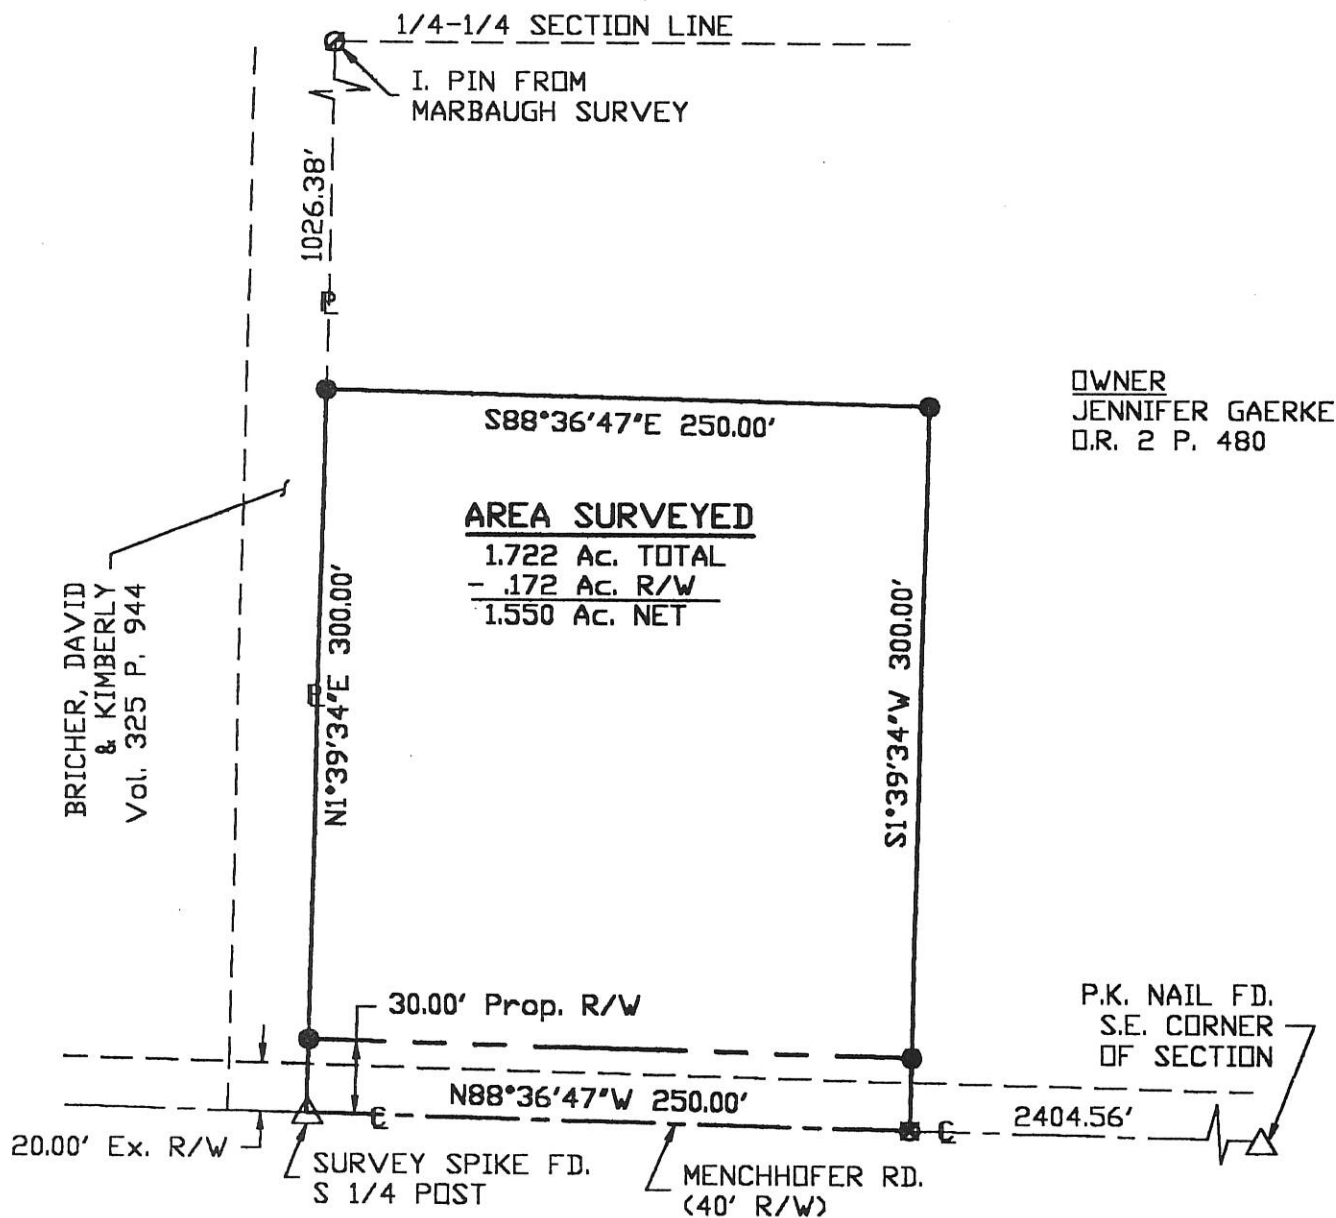 1/4-1/4 SECTION LINE
I. PIN FROM
MARBAUGH SURVEY
1026.38'
PL
S88°36'47"E 250.00'
OWNER
JENNIFER GAERKE
O.R. 2 P. 480
AREA SURVEYED
1.722 Ac. TOTAL
- .172 Ac. R/W
1.550 Ac. NET
BRICHER, DAVID
& KIMBERLY
Vol. 325 P. 944
PL
N1°39'34"E 300.00'
S1°39'34"W 300.00'
30.00' Prop. R/W
P.K. NAIL FD.
S.E. CORNER
OF SECTION
N88°36'47"W 250.00'
CL
CL
2404.56'
20.00' Ex. R/W
SURVEY SPIKE FD.
S 1/4 POST
MENCHHOFER RD.
(40' R/W)